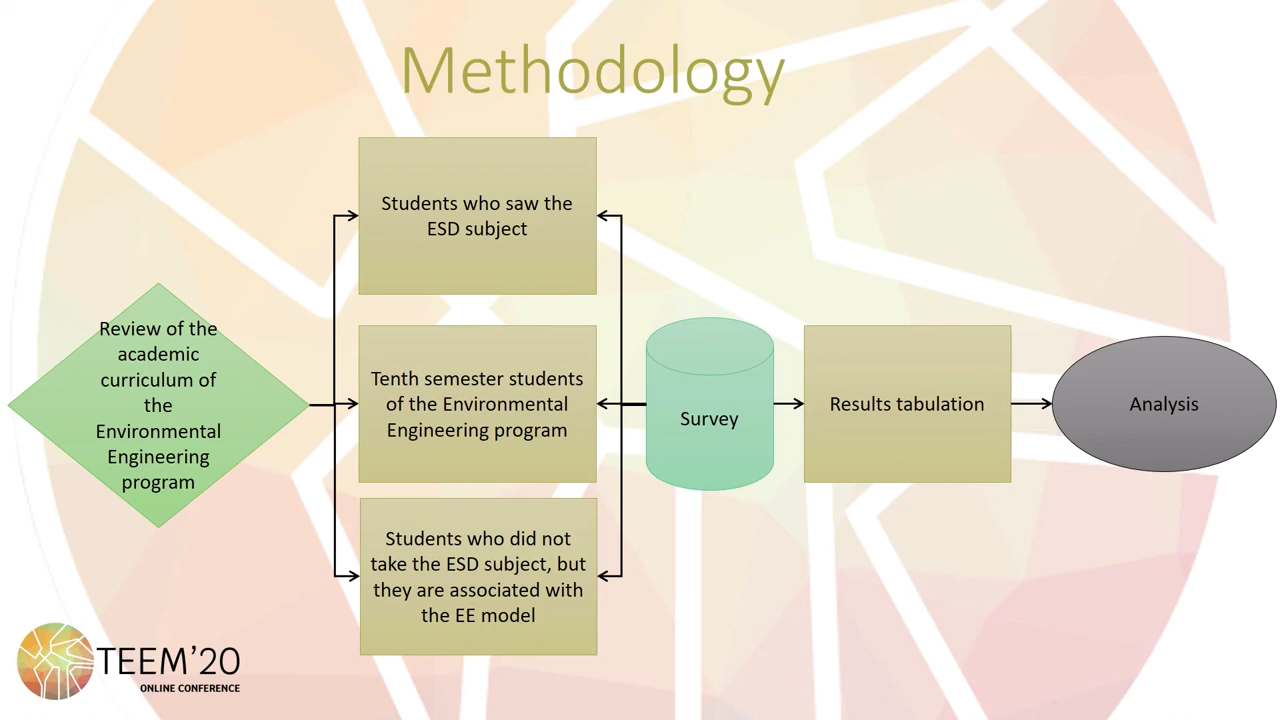 Methodology
Students who saw the
ESD subject
Review of the
academic
curriculum of
the
Environmental
Engineering
program
Tenth semester students
of the Environmental
Engineering program
Students who did not
take the ESD subject, but
they are associated with
the EE model
Survey
Results tabulation
Analysis
TEEM'20
ONLINE CONFERENCE